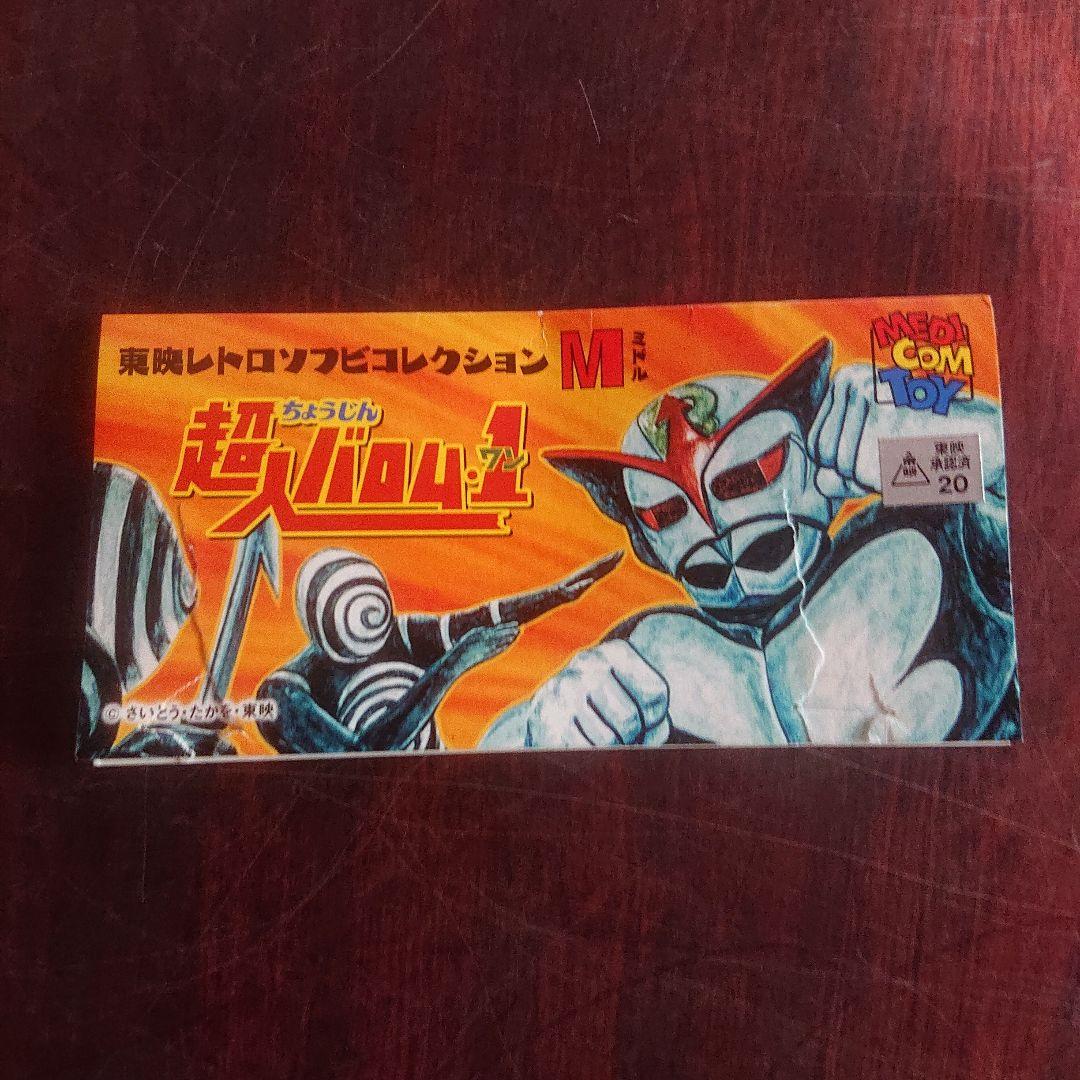 東映レトロソフビコレクション M ミドル
MEDI
COM
TOY
ちょうじん
超人バロム・1
ワン
東映
承認済
20
© さいとう・たかを・東映